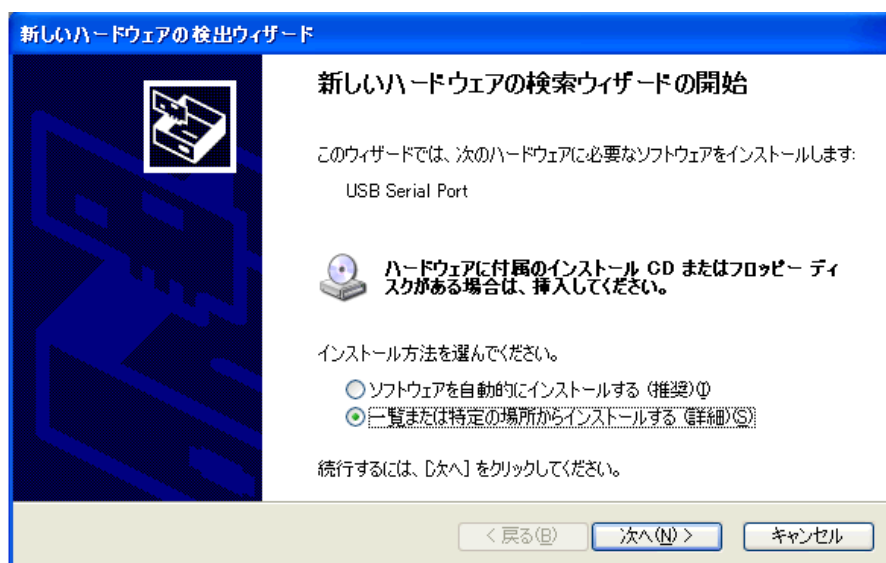 新しいハードウェアの検出ウィザード
新しいハードウェアの検索ウィザードの開始
このウィザードでは、次のハードウェアに必要なソフトウェアをインストールします:
USB Serial Port
ハードウェアに付属のインストール CD またはフロッピー ディ
スクがある場合は、挿入してください。
インストール方法を選んでください。
ソフトウェアを自動的にインストールする (推奨)(I)
一覧または特定の場所からインストールする (詳細)(S)
続行するには、[次へ] をクリックしてください。
< 戻る(B)
次へ(N) >
キャンセル